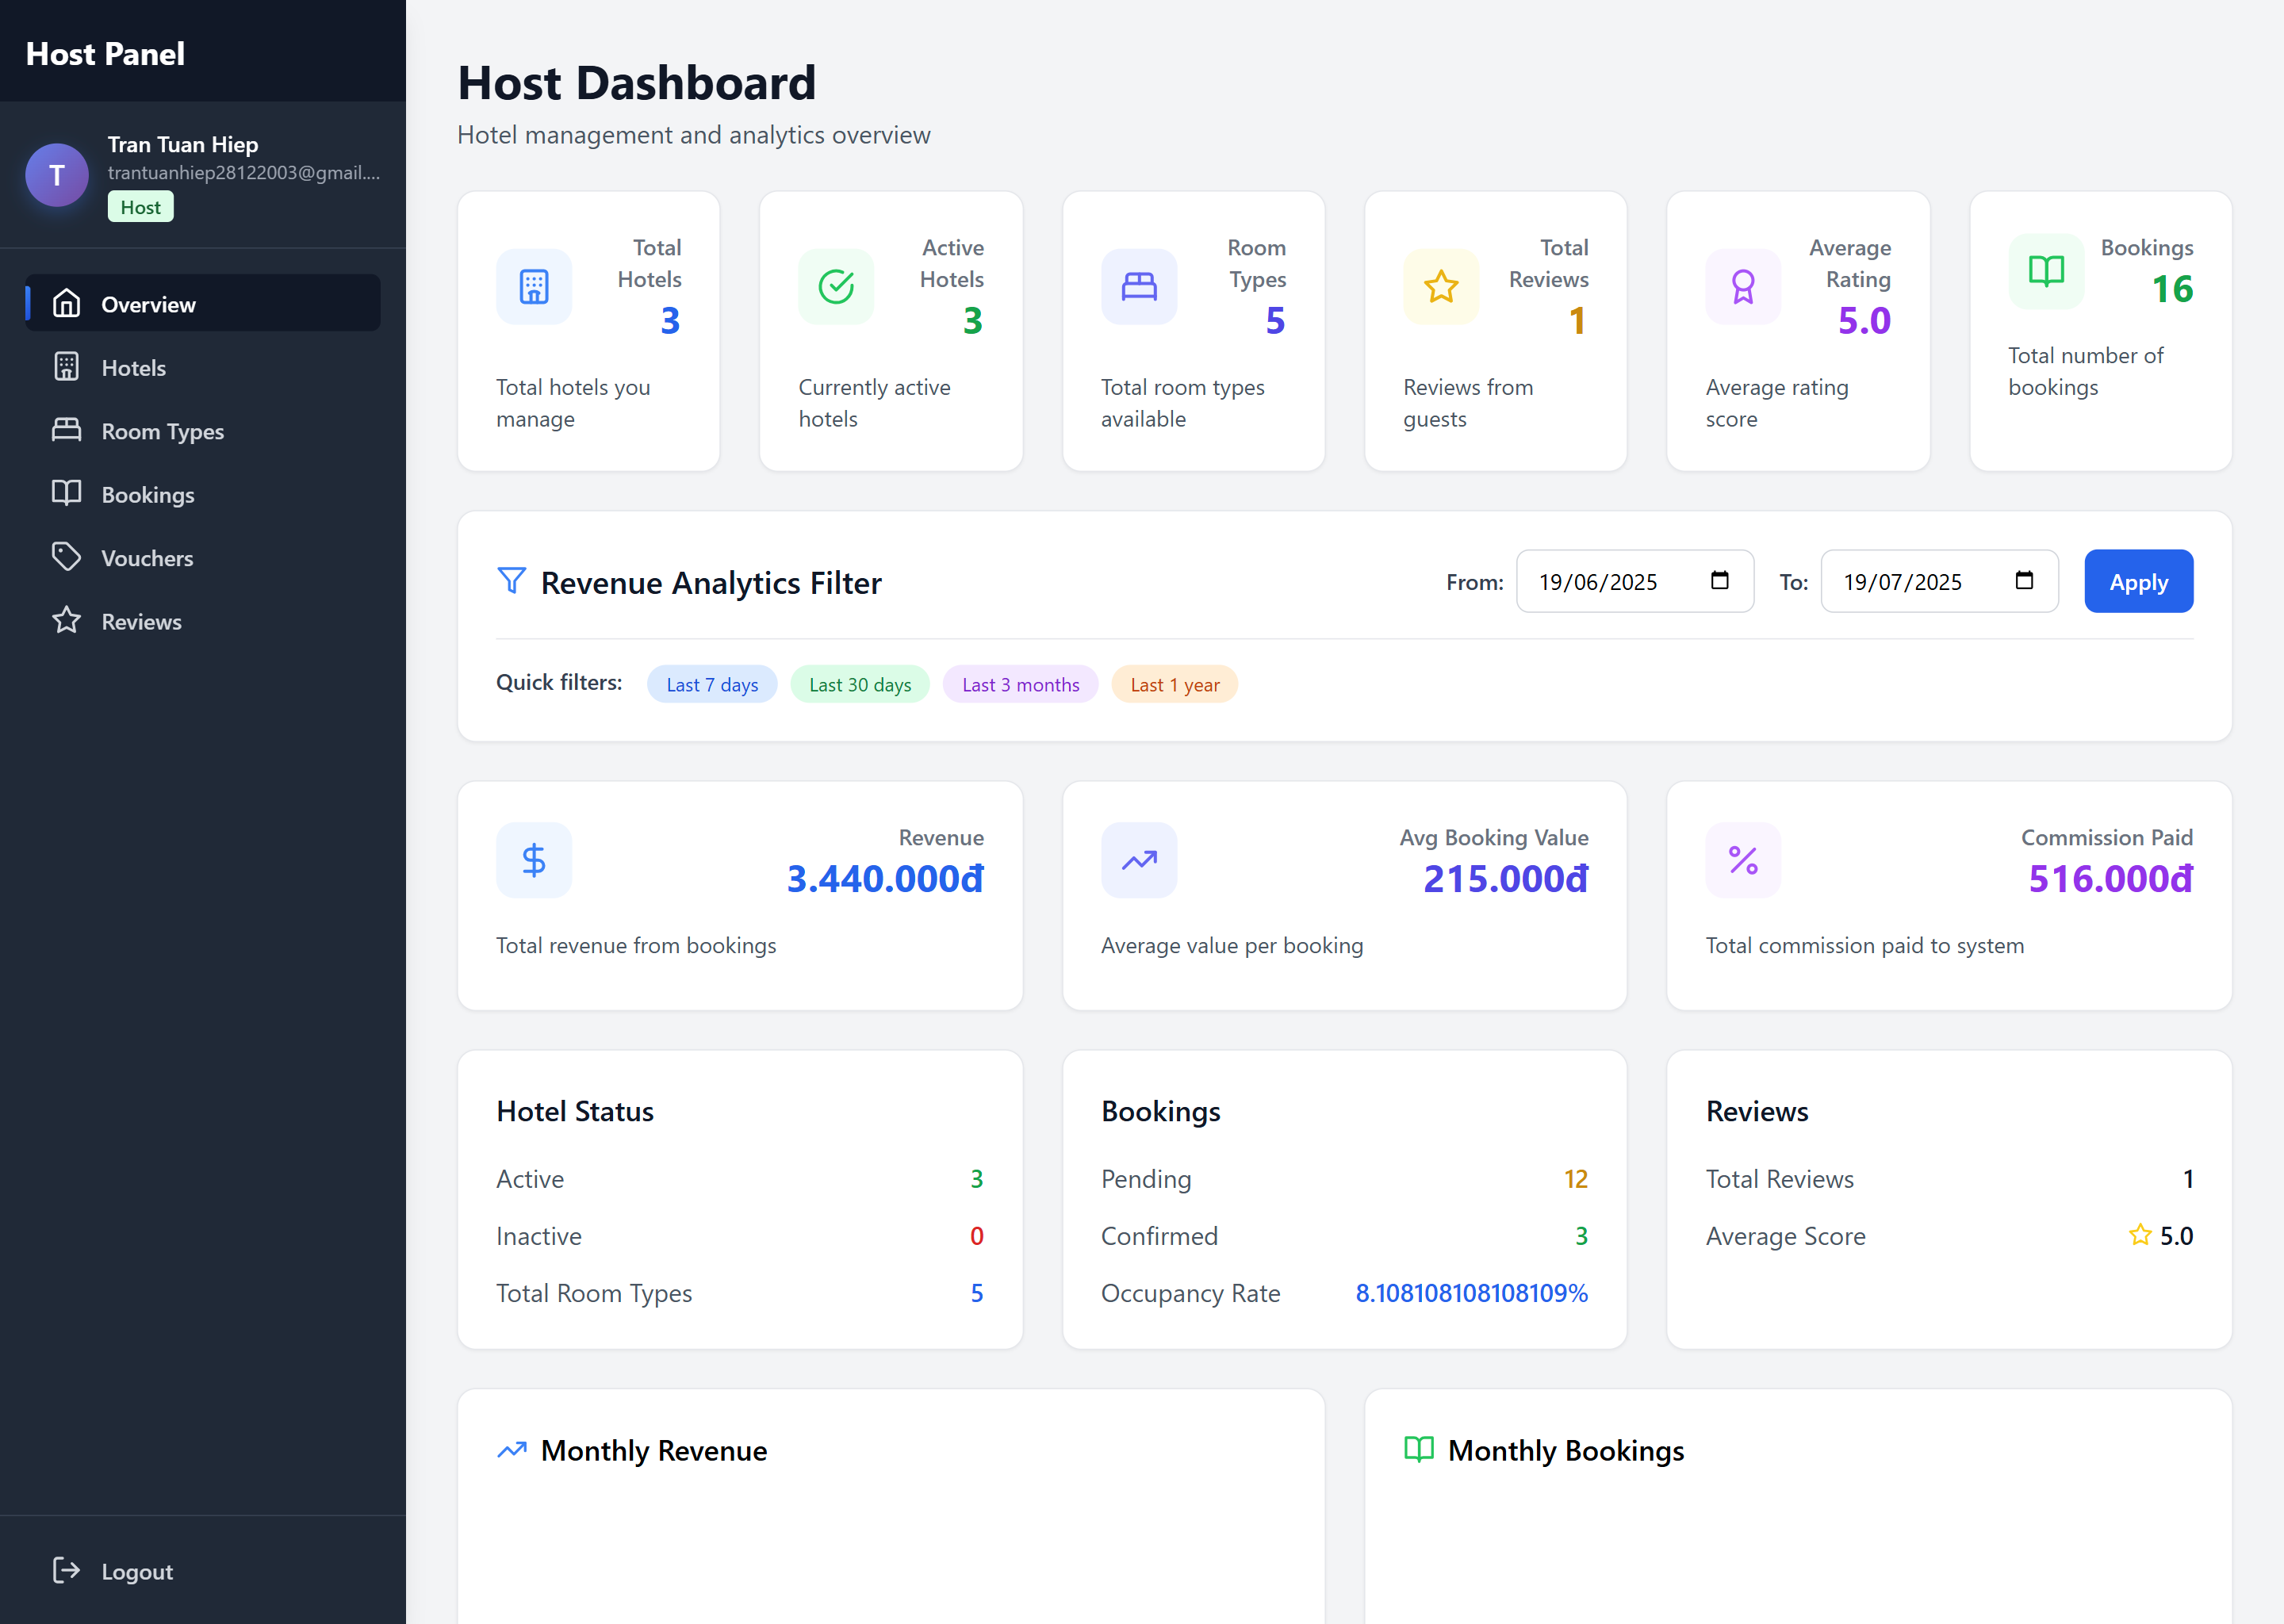 Host Panel
T
Tran Tuan Hiep
trantuanhiep28122003@gmail....
Host
Overview
Hotels
Room Types
Bookings
Vouchers
Reviews
Logout
Host Dashboard
Hotel management and analytics overview
Total
Hotels
3
Total hotels you
manage
Active
Hotels
3
Currently active
hotels
Room
Types
5
Total room types
available
Total
Reviews
1
Reviews from
guests
Average
Rating
5.0
Average rating
score
Bookings
16
Total number of
bookings
Revenue Analytics Filter
From: 19/06/2025 To: 19/07/2025 Apply
Quick filters: Last 7 days Last 30 days Last 3 months Last 1 year
Revenue
3.440.000đ
Total revenue from bookings
Avg Booking Value
215.000đ
Average value per booking
Commission Paid
516.000đ
Total commission paid to system
Hotel Status
Active 3
Inactive 0
Total Room Types 5
Bookings
Pending 12
Confirmed 3
Occupancy Rate 8.108108108108109%
Reviews
Total Reviews 1
Average Score 5.0
Monthly Revenue
Monthly Bookings